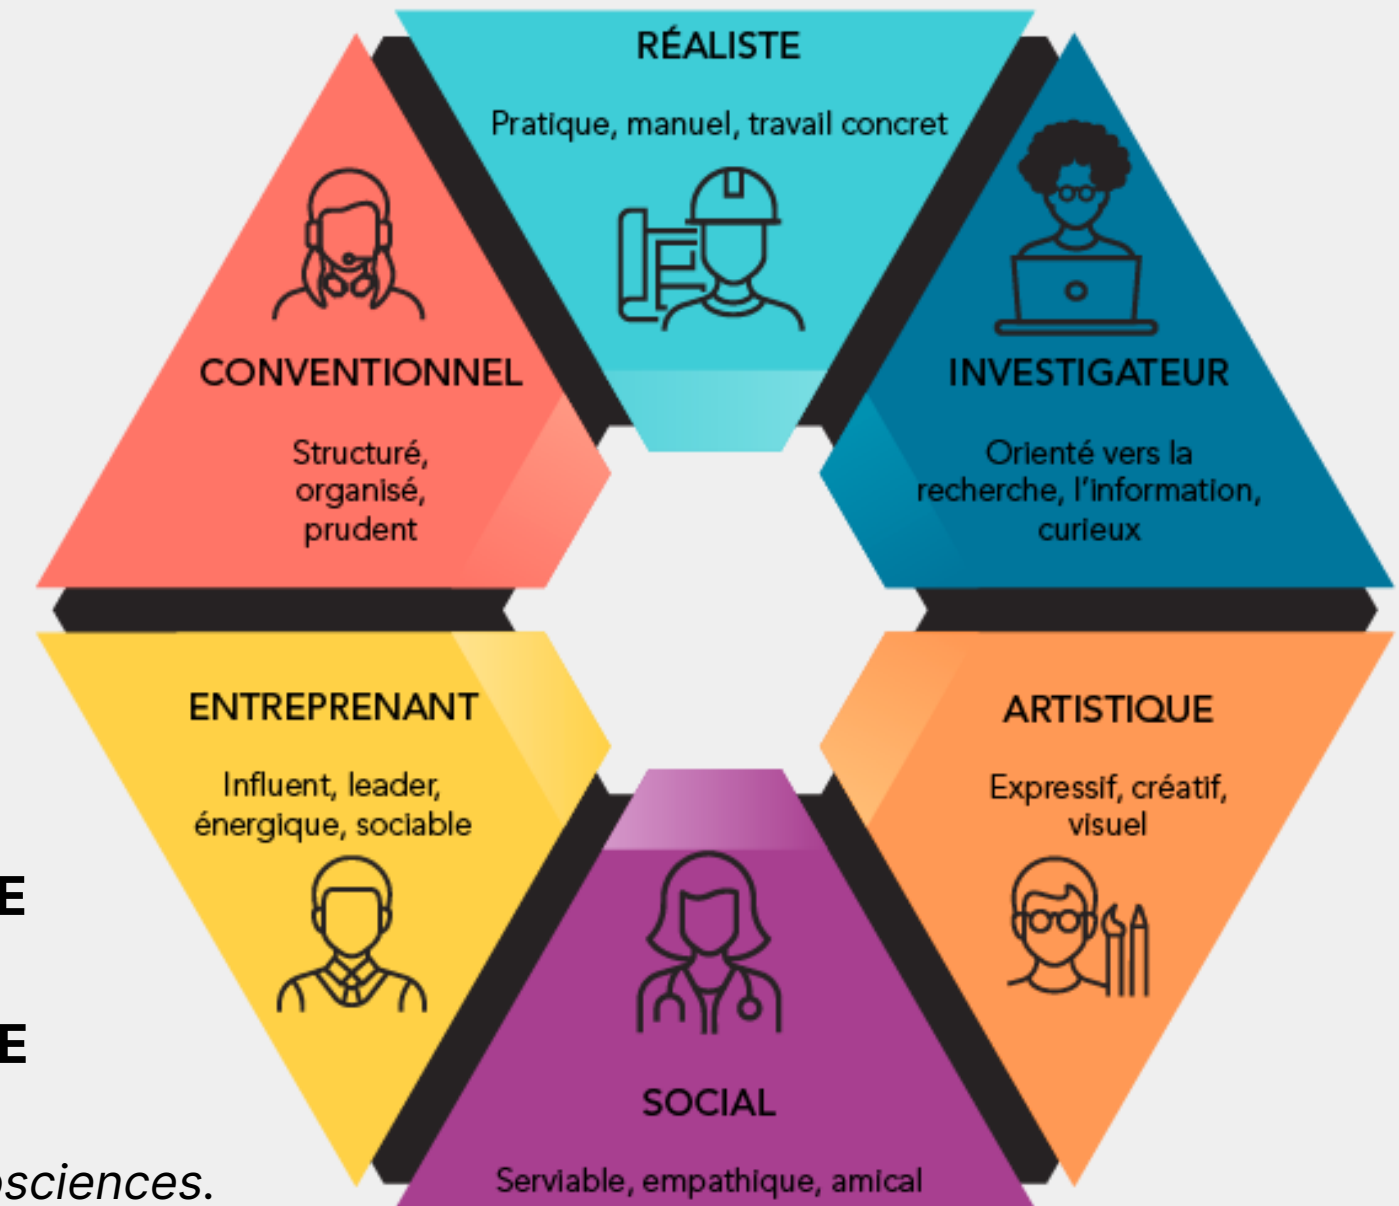 RÉALISTE
Pratique, manuel, travail concret
INVESTIGATEUR
Orienté vers la
recherche, l'information,
curieux
ARTISTIQUE
Expressif, créatif,
visuel
SOCIAL
Serviable, empathique, amical
ENTREPRENANT
Influent, leader,
énergique, sociable
CONVENTIONNEL
Structuré,
organisé,
prudent
E
E
osciences.